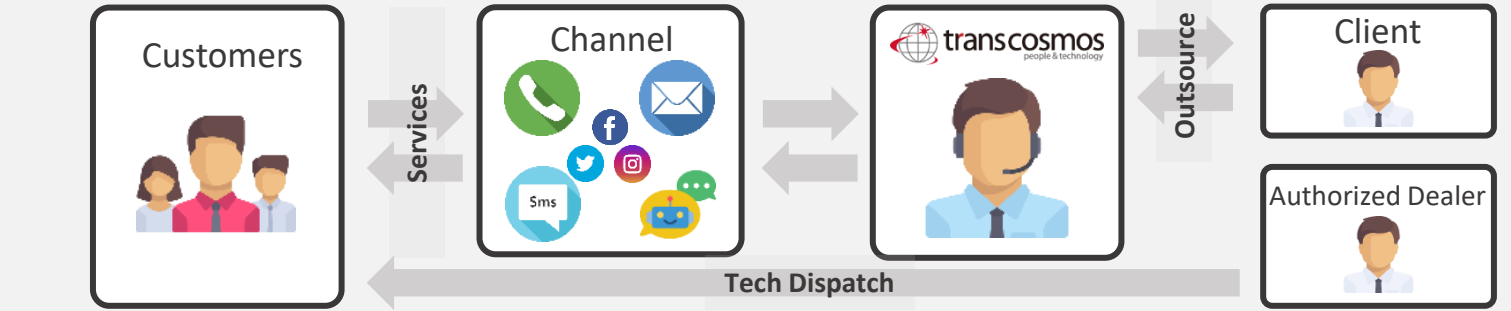 Customers
Services
Channel
Sms
transcosmos
people & technology
Outsource
Client
Authorized Dealer
Tech Dispatch